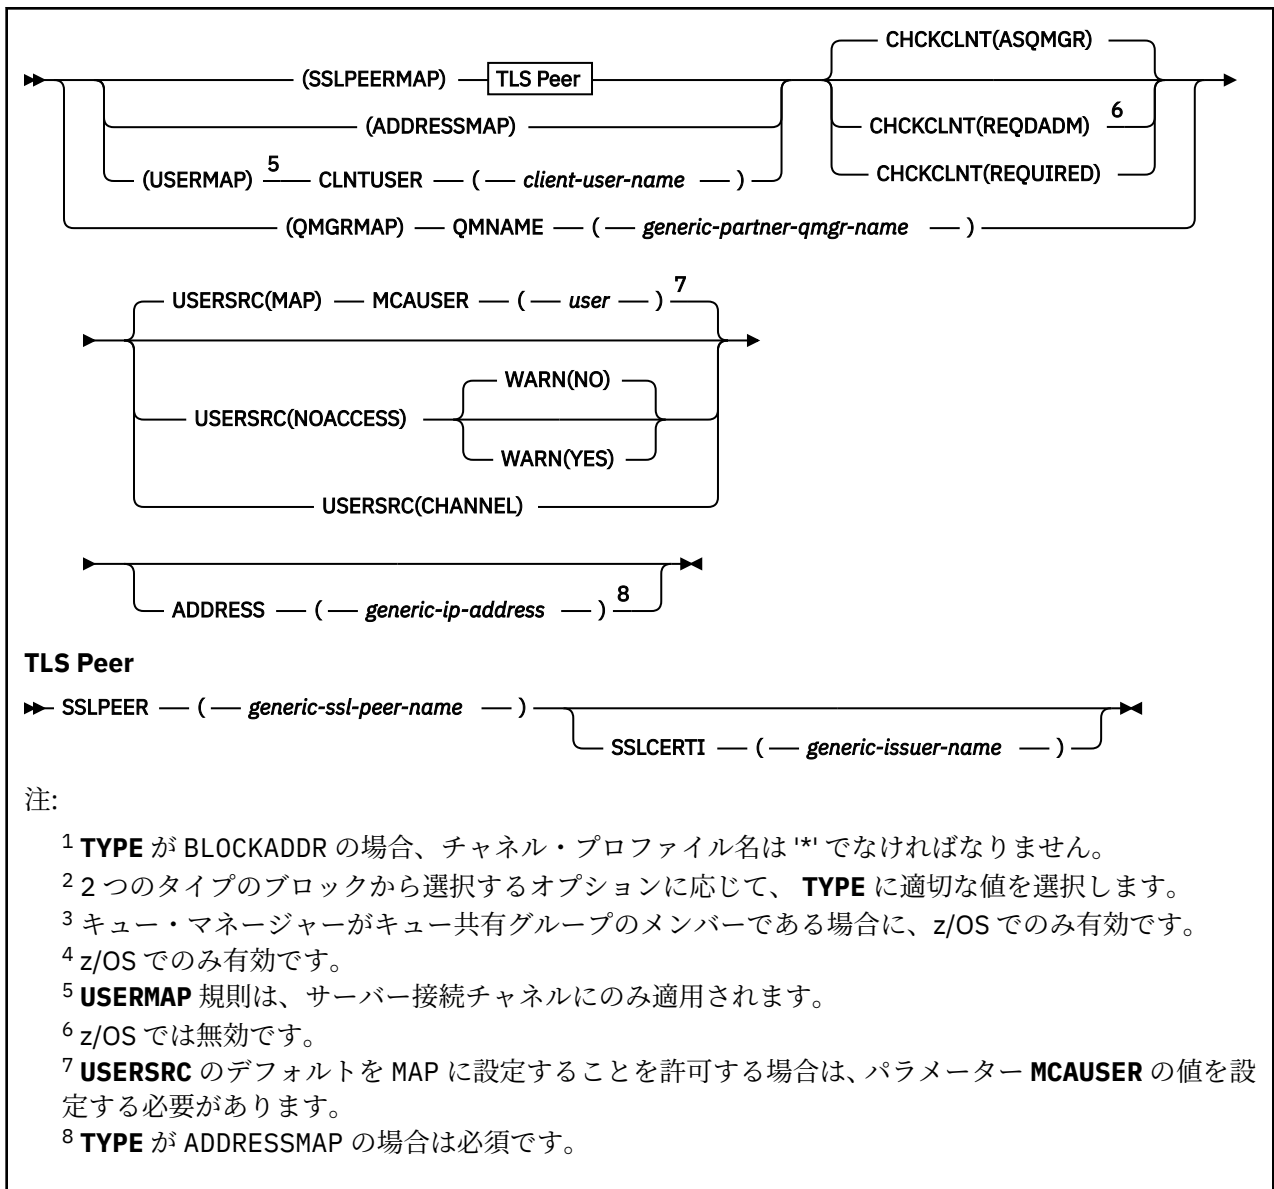 CHCKCLNT(ASQMGR)
(SSLPEERMAP) TLS Peer
(ADDRESSMAP) CHCKCLNT(REQDADM) 6
(USERMAP) 5 CLNTUSER ( client-user-name ) CHCKCLNT(REQUIRED)
(QMGRMAP) QMNAME ( generic-partner-qmgr-name )
USERSRC(MAP) MCAUSER ( user ) 7
WARN(NO)
USERSRC(NOACCESS)
WARN(YES)
USERSRC(CHANNEL)
ADDRESS ( generic-ip-address ) 8
TLS Peer
SSLPEER ( generic-ssl-peer-name )
SSLCERTI ( generic-issuer-name )
注:
1 TYPE が BLOCKADDR の場合、チャネル・プロファイル名は '*' でなければなりません。
2 2 つのタイプのブロックから選択するオプションに応じて、 TYPE に適切な値を選択します。
3 キュー・マネージャーがキュー共有グループのメンバーである場合に、z/OS でのみ有効です。
4 z/OS でのみ有効です。
5 USERMAP 規則は、サーバー接続チャネルにのみ適用されます。
6 z/OS では無効です。
7 USERSRC のデフォルトを MAP に設定することを許可する場合は、パラメーター MCAUSER の値を設
定する必要があります。
8 TYPE が ADDRESSMAP の場合は必須です。